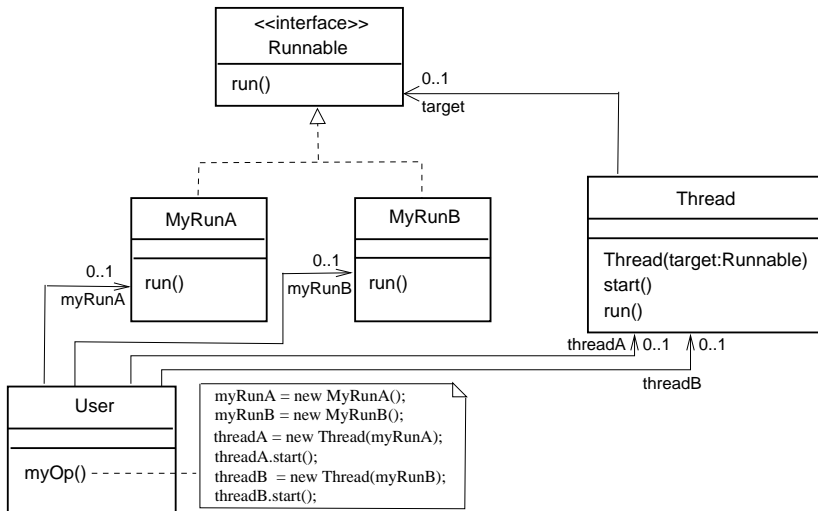 <<interface>>
Runnable
run()
0..1
target
MyRunA
run()
MyRunB
run()
Thread
Thread(target:Runnable)
start()
run()
0..1
myRunA
0..1
myRunB
threadA
0..1
0..1
threadB
User
myOp()
myRunA = new MyRunA();
myRunB = new MyRunB();
threadA = new Thread(myRunA);
threadA.start();
threadB = new Thread(myRunB);
threadB.start();